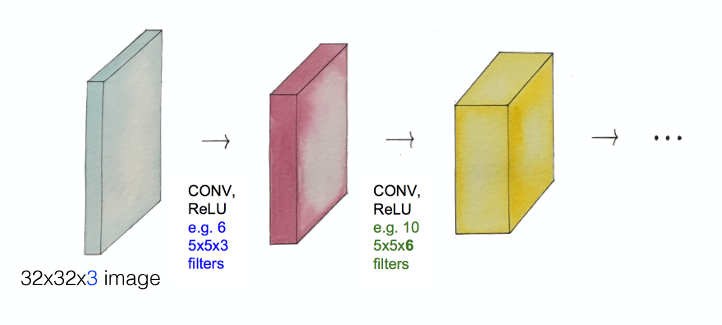 CONV,
ReLU
e.g. 6
5x5x3
filters
CONV,
ReLU
e.g. 10
5x5x6
filters
32x32x3 image
...